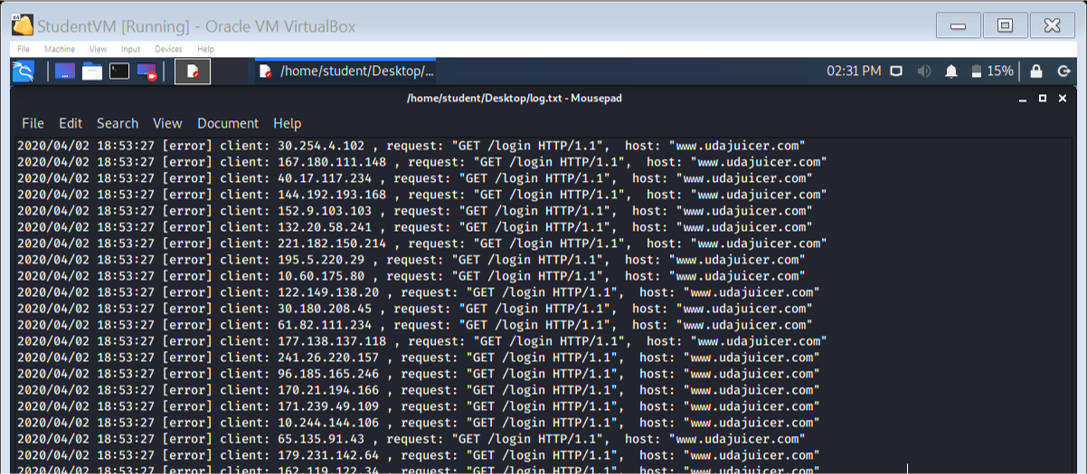 StudentVM [Running] - Oracle VM VirtualBox
File Machine View Input Devices Help
/home/student/Desktop/... 02:31 PM 15%
/home/student/Desktop/log.txt - Mousepad
File Edit Search View Document Help
2020/04/02 18:53:27 [error] client: 30.254.4.102 , request: "GET /login HTTP/1.1", host: "www.udajuicer.com"
2020/04/02 18:53:27 [error] client: 167.180.111.148 , request: "GET /login HTTP/1.1", host: "www.udajuicer.com"
2020/04/02 18:53:27 [error] client: 40.17.117.234 , request: "GET /login HTTP/1.1", host: "www.udajuicer.com"
2020/04/02 18:53:27 [error] client: 144.192.193.168 , request: "GET /login HTTP/1.1", host: "www.udajuicer.com"
2020/04/02 18:53:27 [error] client: 152.9.103.103 , request: "GET /login HTTP/1.1", host: "www.udajuicer.com"
2020/04/02 18:53:27 [error] client: 132.20.58.241 , request: "GET /login HTTP/1.1", host: "www.udajuicer.com"
2020/04/02 18:53:27 [error] client: 221.182.150.214 , request: "GET /login HTTP/1.1", host: "www.udajuicer.com"
2020/04/02 18:53:27 [error] client: 195.5.220.29 , request: "GET /login HTTP/1.1", host: "www.udajuicer.com"
2020/04/02 18:53:27 [error] client: 10.60.175.80 , request: "GET /login HTTP/1.1", host: "www.udajuicer.com"
2020/04/02 18:53:27 [error] client: 122.149.138.20 , request: "GET /login HTTP/1.1", host: "www.udajuicer.com"
2020/04/02 18:53:27 [error] client: 30.180.208.45 , request: "GET /login HTTP/1.1", host: "www.udajuicer.com"
2020/04/02 18:53:27 [error] client: 61.82.111.234 , request: "GET /login HTTP/1.1", host: "www.udajuicer.com"
2020/04/02 18:53:27 [error] client: 177.138.137.118 , request: "GET /login HTTP/1.1", host: "www.udajuicer.com"
2020/04/02 18:53:27 [error] client: 241.26.220.157 , request: "GET /login HTTP/1.1", host: "www.udajuicer.com"
2020/04/02 18:53:27 [error] client: 96.185.165.246 , request: "GET /login HTTP/1.1", host: "www.udajuicer.com"
2020/04/02 18:53:27 [error] client: 170.21.194.166 , request: "GET /login HTTP/1.1", host: "www.udajuicer.com"
2020/04/02 18:53:27 [error] client: 171.239.49.109 , request: "GET /login HTTP/1.1", host: "www.udajuicer.com"
2020/04/02 18:53:27 [error] client: 10.244.144.106 , request: "GET /login HTTP/1.1", host: "www.udajuicer.com"
2020/04/02 18:53:27 [error] client: 65.135.91.43 , request: "GET /login HTTP/1.1", host: "www.udajuicer.com"
2020/04/02 18:53:27 [error] client: 179.231.142.64 , request: "GET /login HTTP/1.1", host: "www.udajuicer.com"
2020/04/02 18:53:27 [error] client: 162.119.122.34 , request: "GET /login HTTP/1.1", host: "www.udajuicer.com"